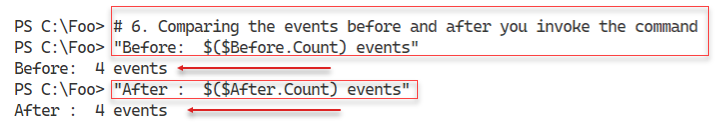 PS C:\Foo> # 6. Comparing the events before and after you invoke the command
PS C:\Foo> "Before:  $($Before.Count) events"
Before:  4 events
PS C:\Foo> "After :  $($After.Count) events"
After :  4 events